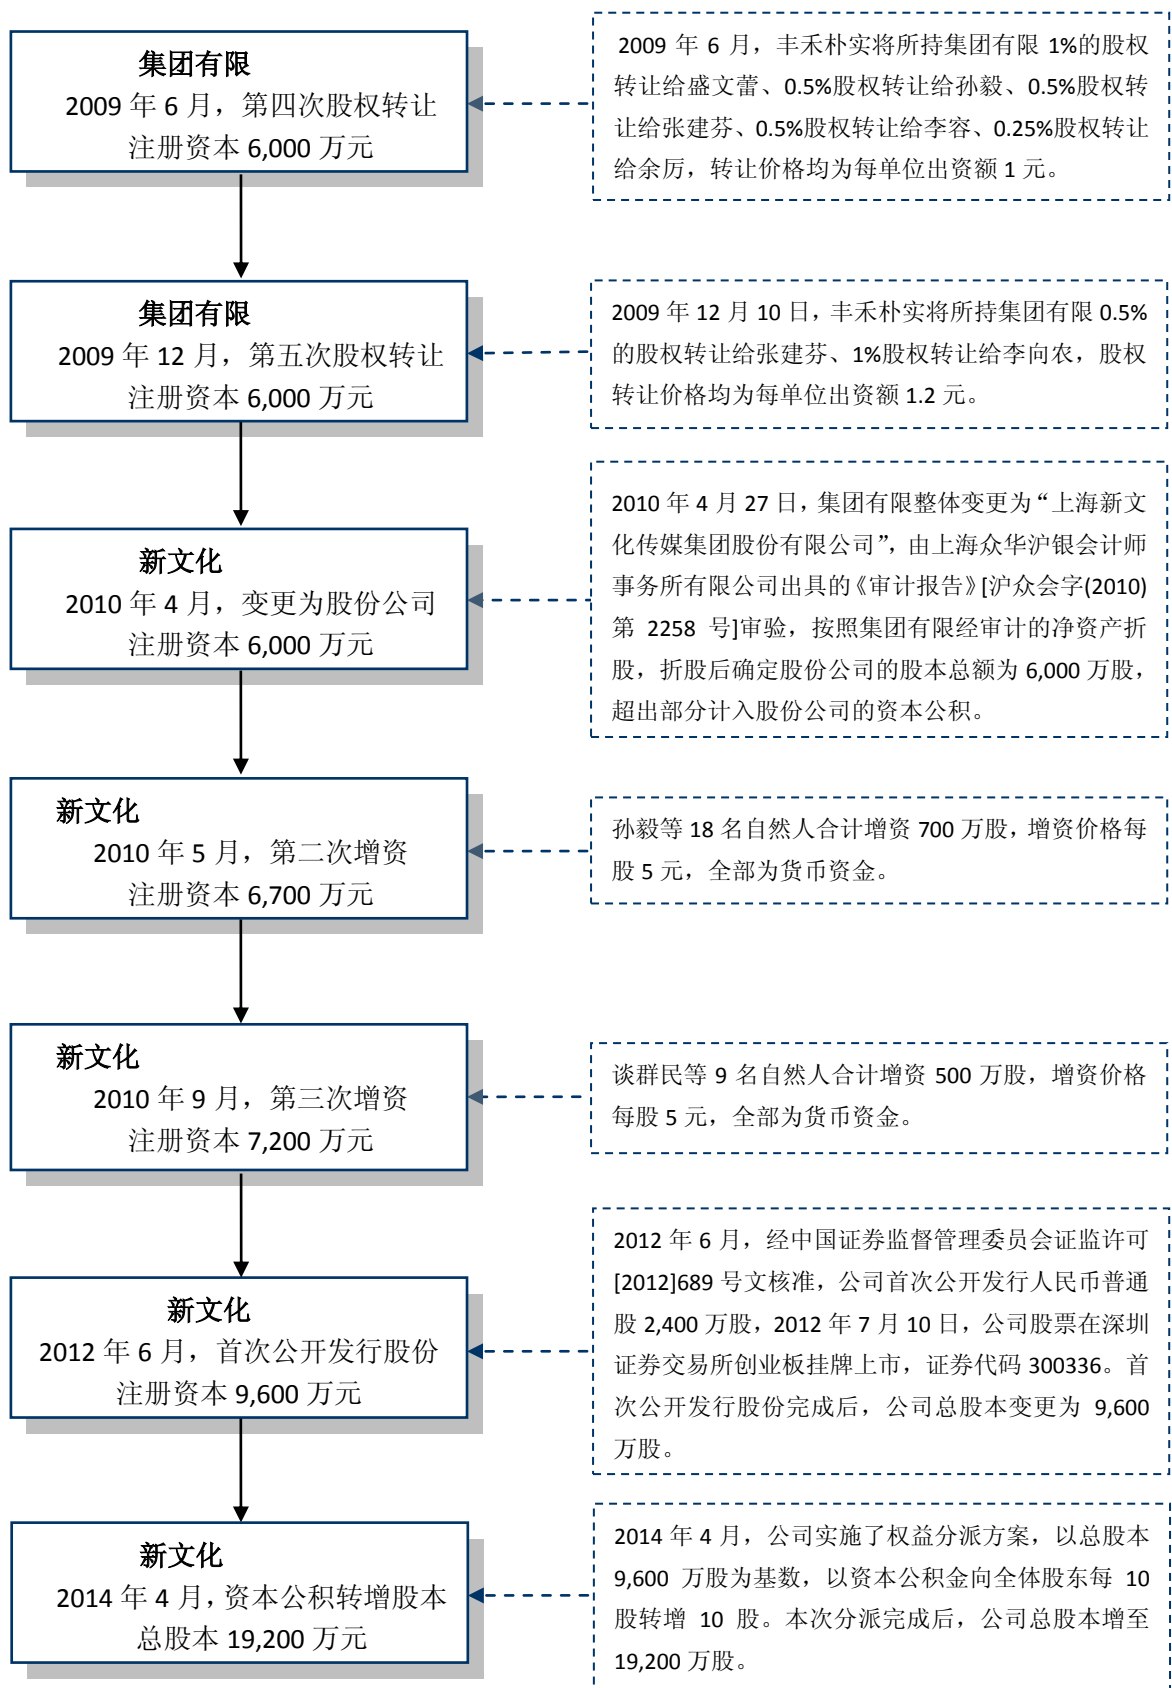 集团有限
2009 年 6 月，第四次股权转让
注册资本 6,000 万元
2009 年 6 月，丰禾朴实将所持集团有限 1%的股权
转让给盛文蕾、0.5%股权转让给孙毅、0.5%股权转
让给张建芬、0.5%股权转让给李容、0.25%股权转让
给余厉，转让价格均为每单位出资额 1 元。
集团有限
2009 年 12 月，第五次股权转让
注册资本 6,000 万元
2009 年 12 月 10 日，丰禾朴实将所持集团有限 0.5%
的股权转让给张建芬、1%股权转让给李向农，股权
转让价格均为每单位出资额 1.2 元。
新文化
2010 年 4 月，变更为股份公司
注册资本 6,000 万元
2010 年 4 月 27 日，集团有限整体变更为“上海新文
化传媒集团股份有限公司”，由上海众华沪银会计师
事务所有限公司出具的《审计报告》[沪众会字(2010)
第 2258 号]审验，按照集团有限经审计的净资产折
股，折股后确定股份公司的股本总额为 6,000 万股，
超出部分计入股份公司的资本公积。
新文化
2010 年 5 月，第二次增资
注册资本 6,700 万元
孙毅等 18 名自然人合计增资 700 万股，增资价格每
股 5 元，全部为货币资金。
新文化
2010 年 9 月，第三次增资
注册资本 7,200 万元
谈群民等 9 名自然人合计增资 500 万股，增资价格
每股 5 元，全部为货币资金。
新文化
2012 年 6 月，首次公开发行股份
注册资本 9,600 万元
2012 年 6 月，经中国证券监督管理委员会证监许可
[2012]689 号文核准，公司首次公开发行人民币普通
股 2,400 万股，2012 年 7 月 10 日，公司股票在深圳
证券交易所创业板挂牌上市，证券代码 300336。首
次公开发行股份完成后，公司总股本变更为 9,600
万股。
新文化
2014 年 4 月，资本公积转增股本
总股本 19,200 万元
2014 年 4 月，公司实施了权益分派方案，以总股本
9,600 万股为基数，以资本公积金向全体股东每 10
股转增 10 股。本次分派完成后，公司总股本增至
19,200 万股。